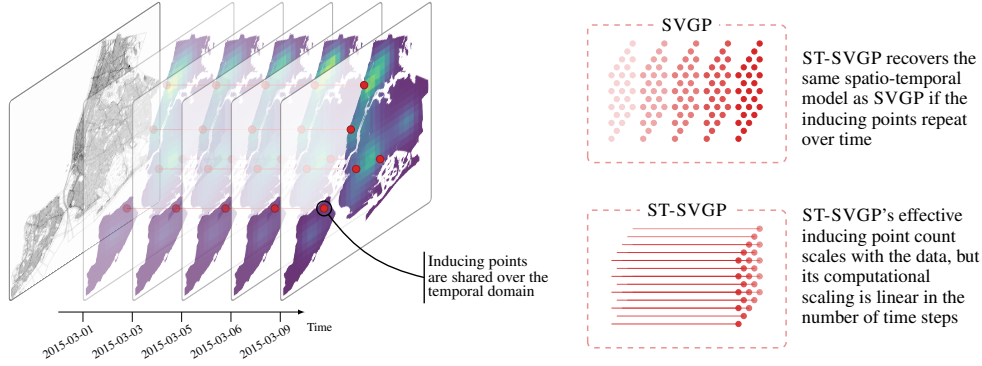 Inducing points
are shared over the
temporal domain
Time
2015-03-01
2015-03-03
2015-03-05
2015-03-06
2015-03-09
SVGP
ST-SVGP recovers the
same spatio-temporal
model as SVGP if the
inducing points repeat
over time
ST-SVGP
ST-SVGP's effective
inducing point count
scales with the data, but
its computational
scaling is linear in the
number of time steps